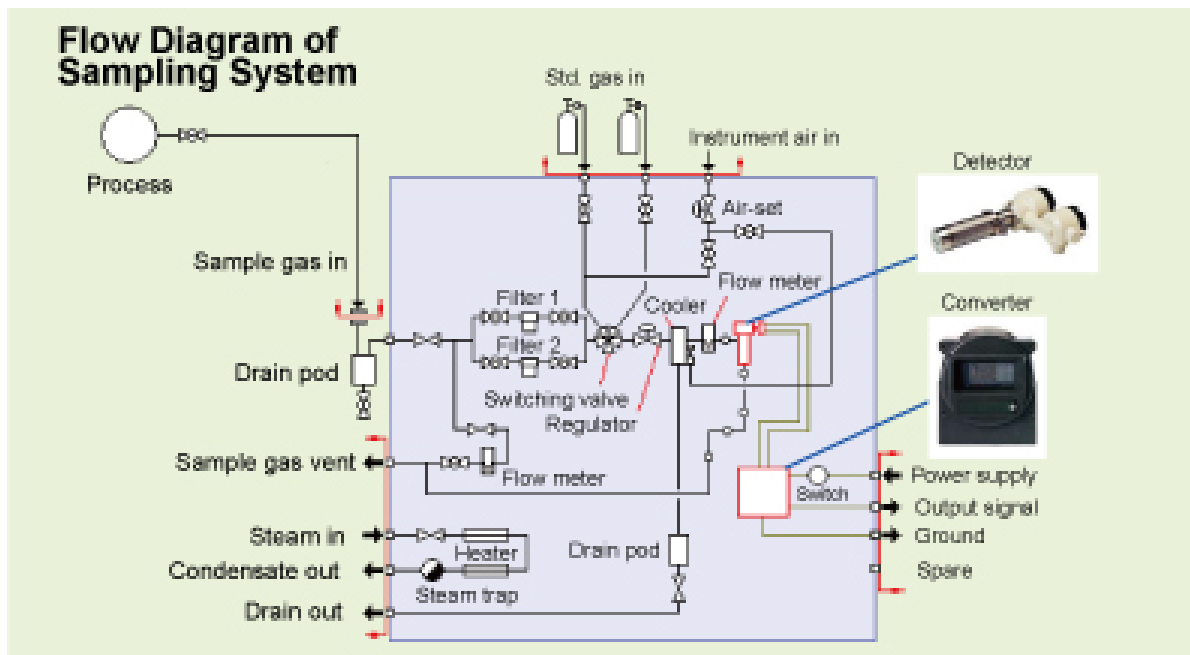 Flow Diagram of
Sampling System
Std. gas in
Instrument air in
Detector
Process
Air-set
Sample gas in
Flow meter
Filter 1
Cooler
Converter
Filter 2
Drain pod
Switching valve
Regulator
Sample gas vent
Flow meter
Power supply
Switch
Output signal
Steam in
Ground
Heater
Drain pod
Condensate out
Spare
Steam trap
Drain out